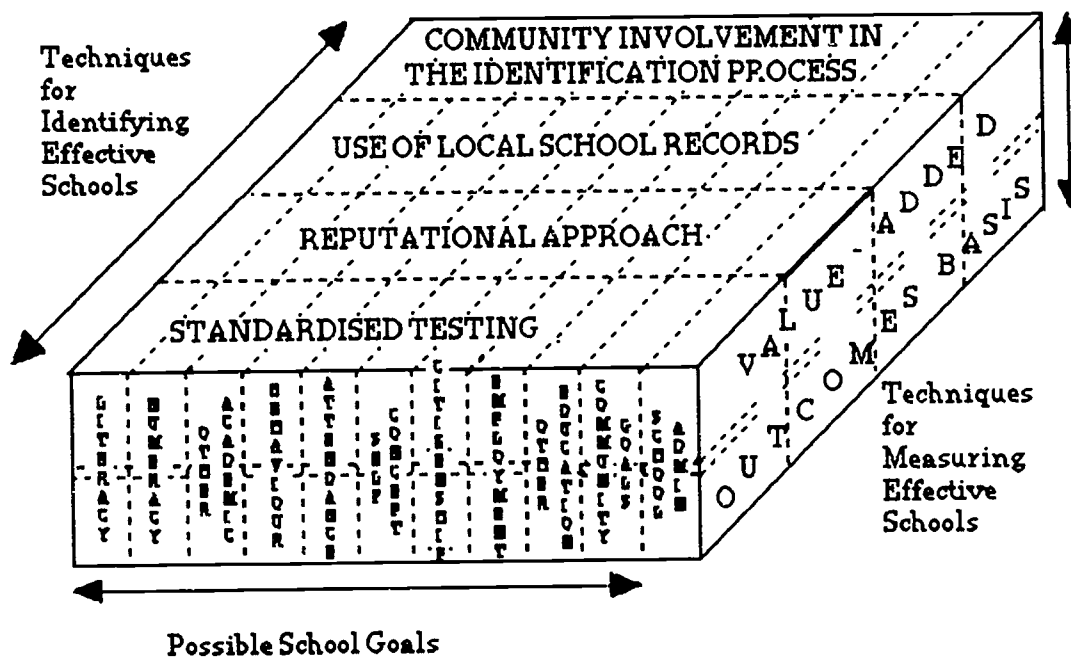 Techniques
for
Identifying
Effective
Schools
COMMUNITY INVOLVEMENT IN
THE IDENTIFICATION PROCESS
USE OF LOCAL SCHOOL RECORDS
REPUTATIONAL APPROACH
STANDARDISED TESTING
LITERACY
NUMERACY
OTHER
ACADEMIC
BEHAVIOUR
ATTENDANCE
SELF
CONCEPT
CITIZENSHIP
EMPLOYMENT
OTHER
EDUCATION
COMMUNITY
GOALS
SCHOOL
ADMIN
VALUE ADDED
OUTCOMES BASIS
Techniques
for
Measuring
Effective
Schools
Possible School Goals